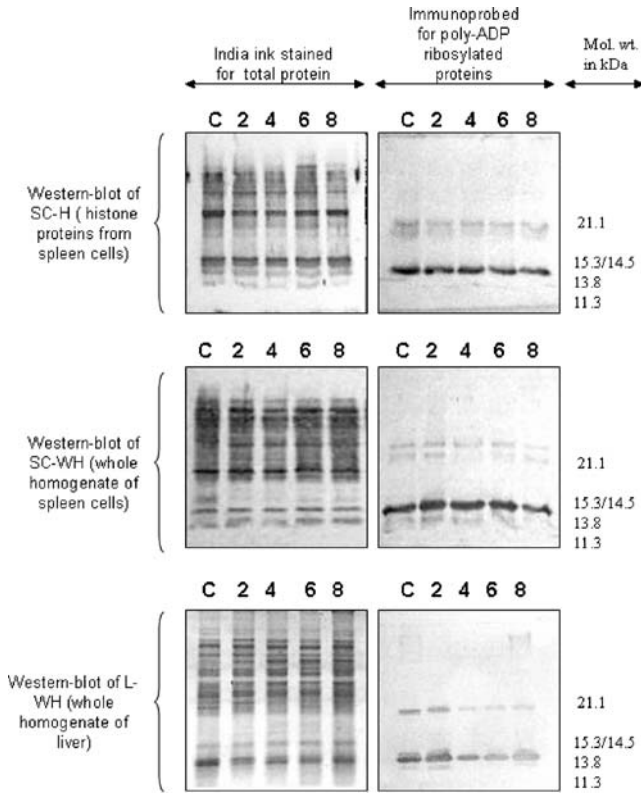 India ink stained
for total protein
Immunoprobed
for poly-ADP
ribosylated
proteins
Mol. wt.
in kDa
C 2 4 6 8
C 2 4 6 8
Western-blot of
SC-H ( histone
proteins from
spleen cells)
21.1
15.3/14.5
13.8
11.3
C 2 4 6 8
C 2 4 6 8
Western-blot of
SC-WH (whole
homogenate of
spleen cells)
21.1
15.3/14.5
13.8
11.3
C 2 4 6 8
C 2 4 6 8
Western-blot of L-
WH (whole
homogenate of
liver)
21.1
15.3/14.5
13.8
11.3